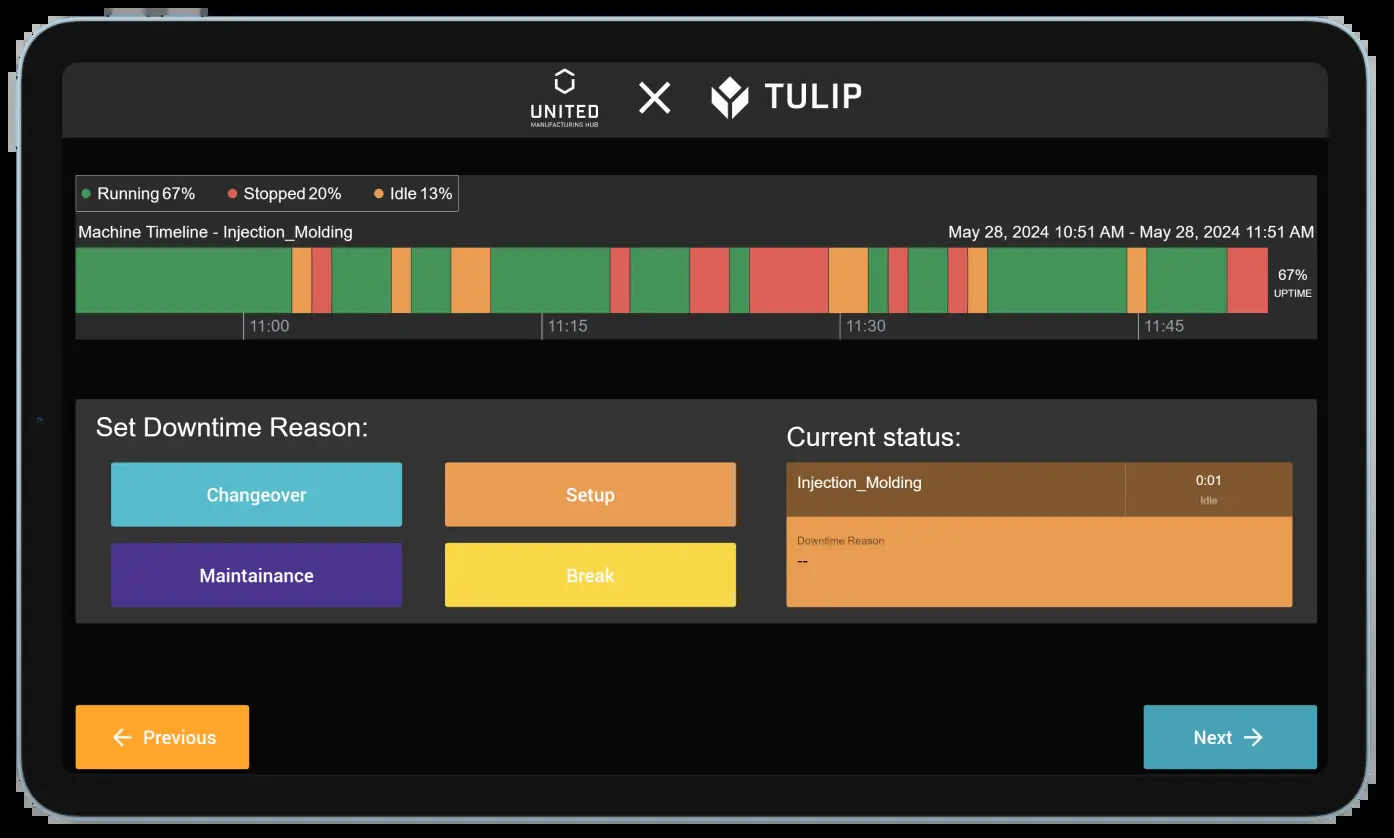 UNITED
MANUFACTURING HUB
TULIP
Running 67%
Stopped 20%
Idle 13%
Machine Timeline - Injection_Molding
May 28, 2024 10:51 AM - May 28, 2024 11:51 AM
67%
UPTIME
11:00
11:15
11:30
11:45
Set Downtime Reason:
Changeover
Setup
Maintainance
Break
Current status:
Injection_Molding
0:01
Idle
Downtime Reason
--
Previous
Next